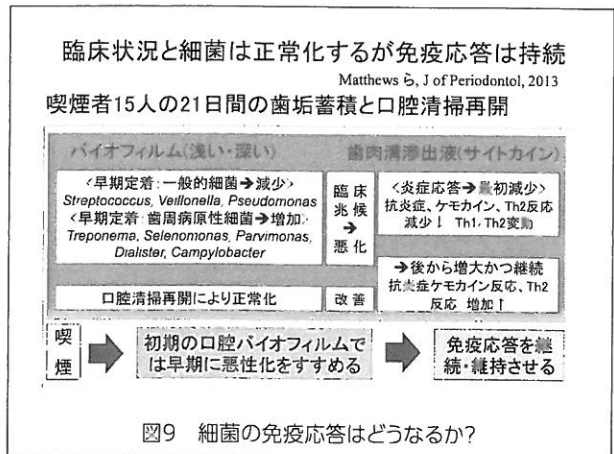 臨床状況と細菌は正常化するが免疫応答は持続
Matthews ら, J of Periodontol, 2013
喫煙者15人の21日間の歯垢蓄積と口腔清掃再開
バイオフィルム(浅い・深い)
<早期定着:一般的細菌➔減少>
Streptococcus, Veillonella, Pseudomonas
<早期定着:歯周病原性細菌➔増加>
Treponema, Selenomonas, Parvimonas,
Dialister, Campylobacter
口腔清掃再開により正常化
臨床
兆候
➔
悪化
改善
歯肉溝滲出液(サイトカイン)
<炎症応答➔最初減少>
抗炎症、ケモカイン、Th2反応
減少! Th1, Th2変動
➔後から増大かつ継続
抗炎症ケモカイン反応、Th2
反応 増加↑
喫
煙
初期の口腔バイオフィルムで
は早期に悪性化をすすめる
免疫応答を継
続・維持させる
図9 細菌の免疫応答はどうなるか?